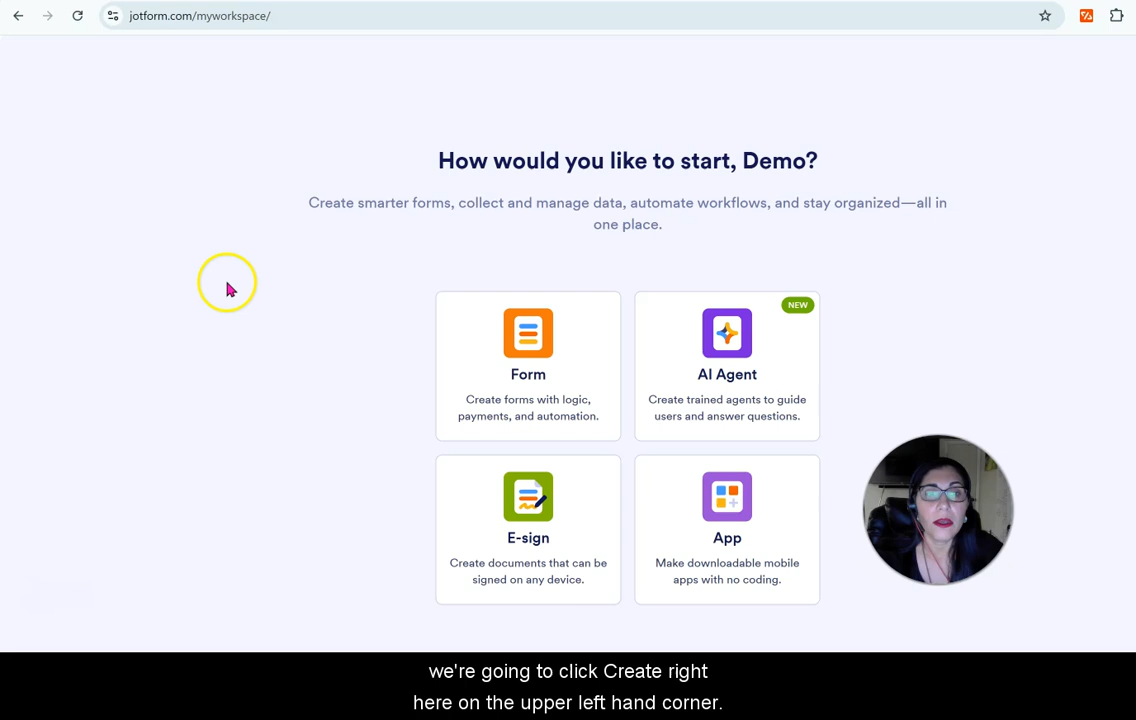 jotform.com/myworkspace/
How would you like to start, Demo?
Create smarter forms, collect and manage data, automate workflows, and stay organized—all in
one place.
Form
Create forms with logic,
payments, and automation.
NEW
AI Agent
Create trained agents to guide
users and answer questions.
E-sign
Create documents that can be
signed on any device.
App
Make downloadable mobile
apps with no coding.
we're going to click Create right
here on the upper left hand corner.